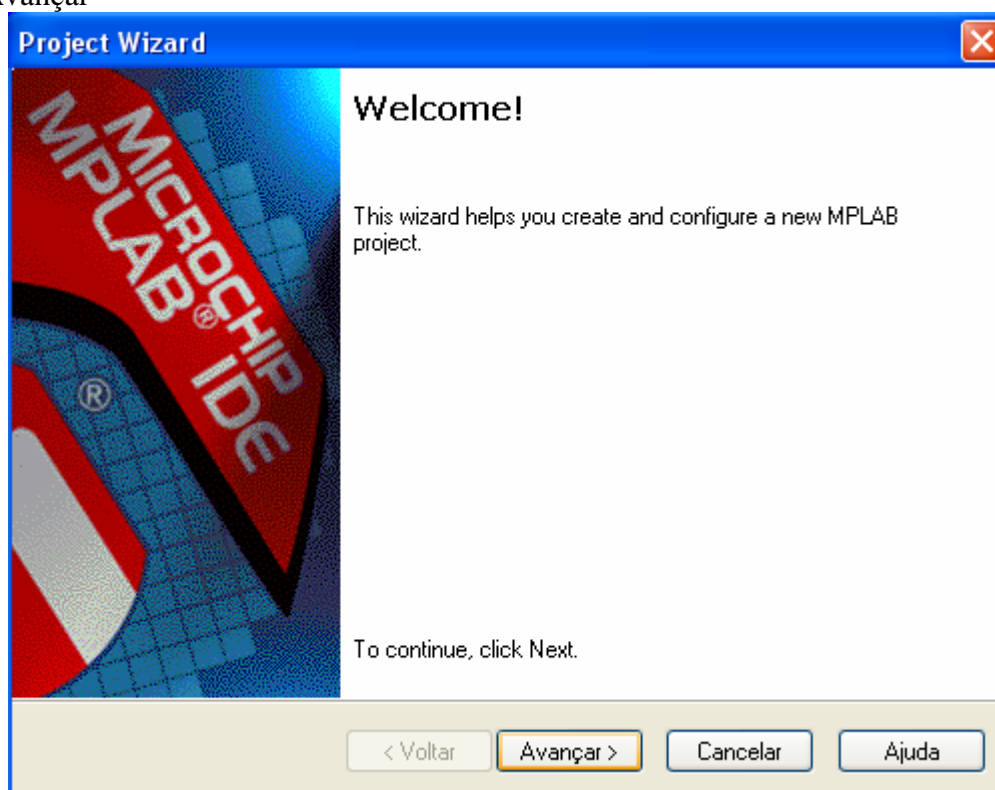 Avançar
Project Wizard
MICROCHIP
MPLAB® IDE
®
Welcome!
This wizard helps you create and configure a new MPLAB
project.
To continue, click Next.
< Voltar
Avançar >
Cancelar
Ajuda